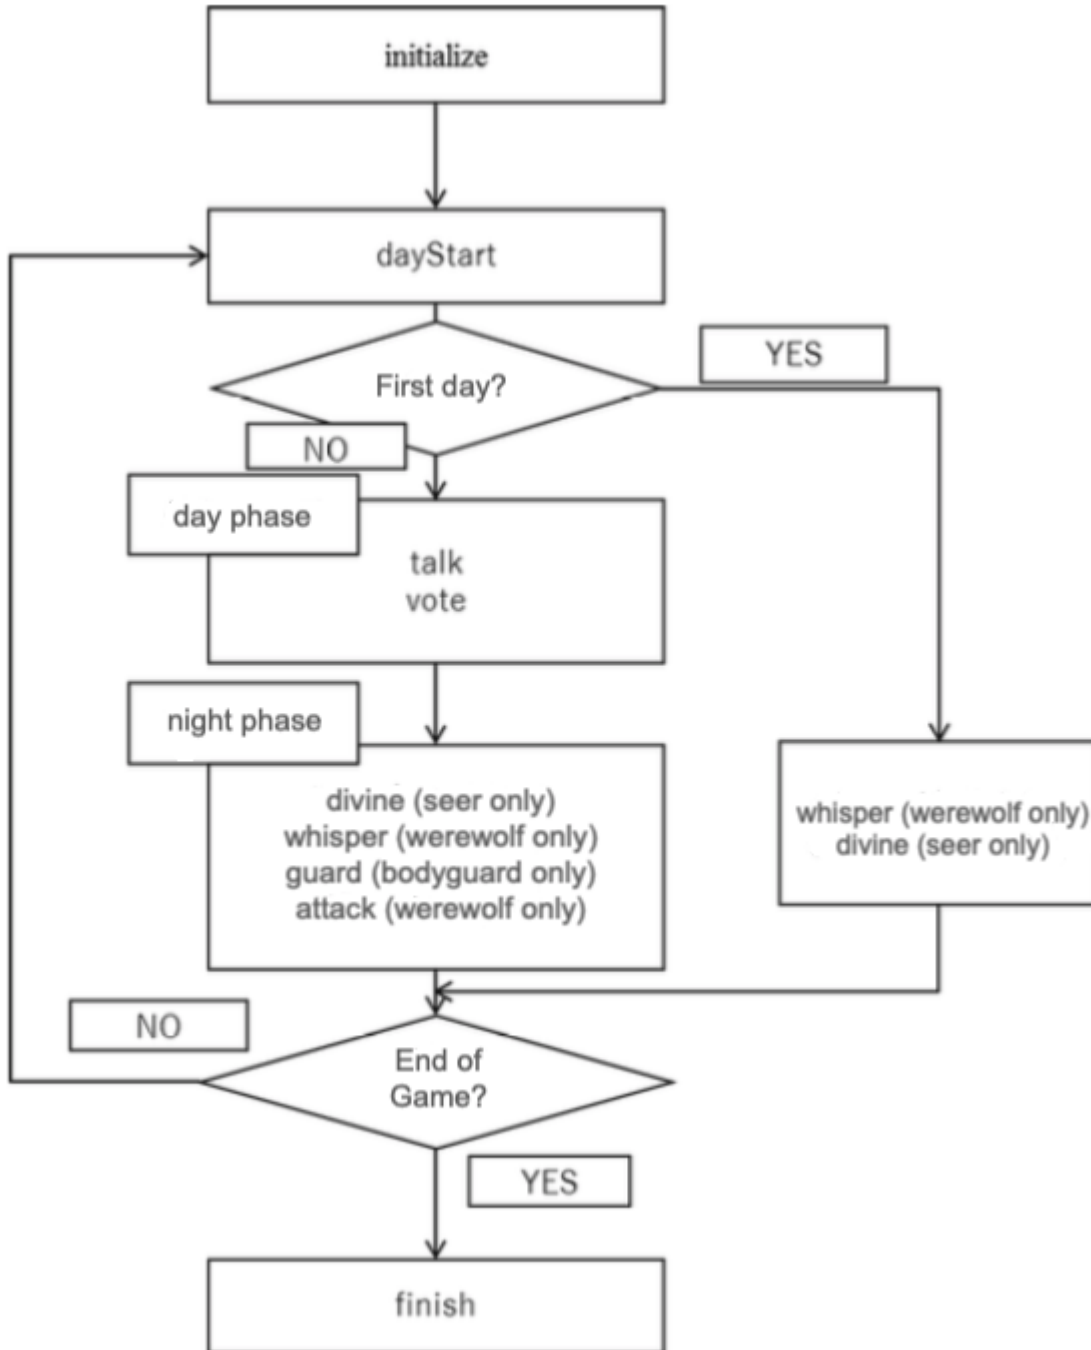 initialize
dayStart
First day?
YES
NO
day phase
talk
vote
night phase
divine (seer only)
whisper (werewolf only)
guard (bodyguard only)
attack (werewolf only)
whisper (werewolf only)
divine (seer only)
NO
End of
Game?
YES
finish